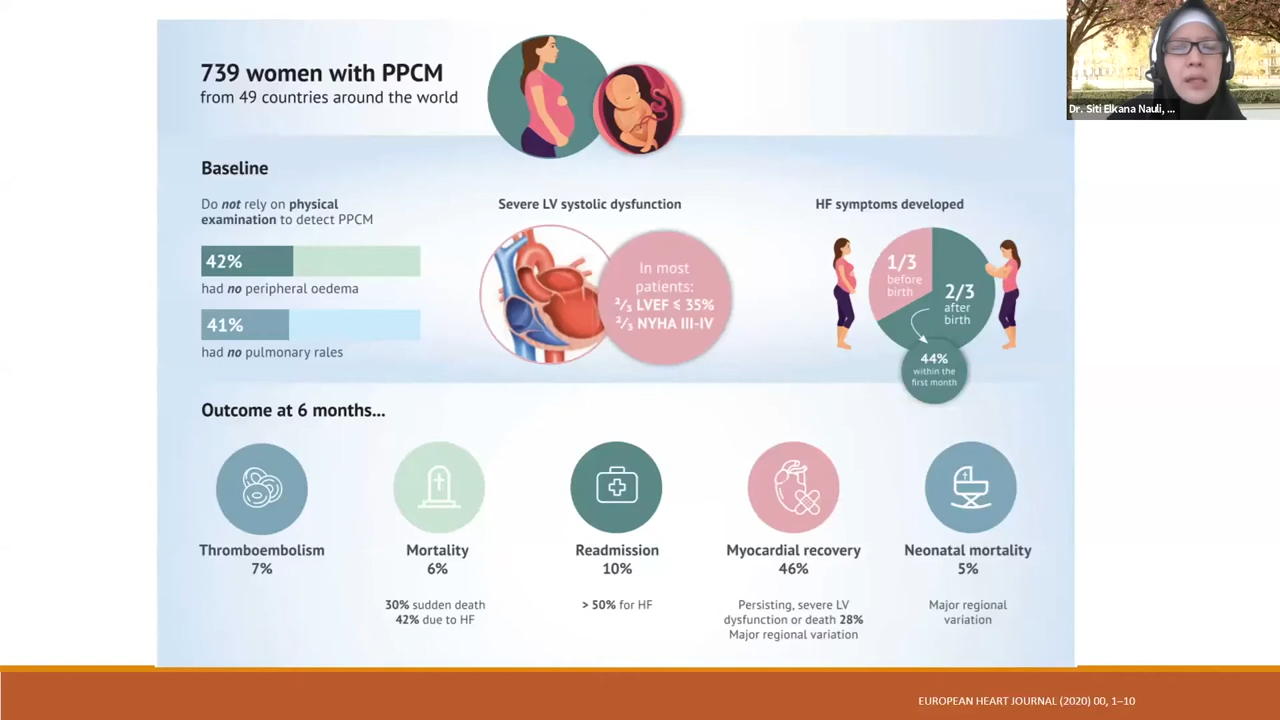 739 women with PPCM
from 49 countries around the world
Dr. Siti Elkana Nauli, ...
Baseline
Do not rely on physical
examination to detect PPCM
42%
had no peripheral oedema
41%
had no pulmonary rales
Severe LV systolic dysfunction
In most
patients:
⅔ LVEF ≤ 35%
⅔ NYHA III-IV
HF symptoms developed
1/3
before
birth
2/3
after
birth
44%
within the
first month
Outcome at 6 months...
Thromboembolism
7%
Mortality
6%
30% sudden death
42% due to HF
Readmission
10%
> 50% for HF
Myocardial recovery
46%
Persisting, severe LV
dysfunction or death 28%
Major regional variation
Neonatal mortality
5%
Major regional
variation
EUROPEAN HEART JOURNAL (2020) 00, 1–10